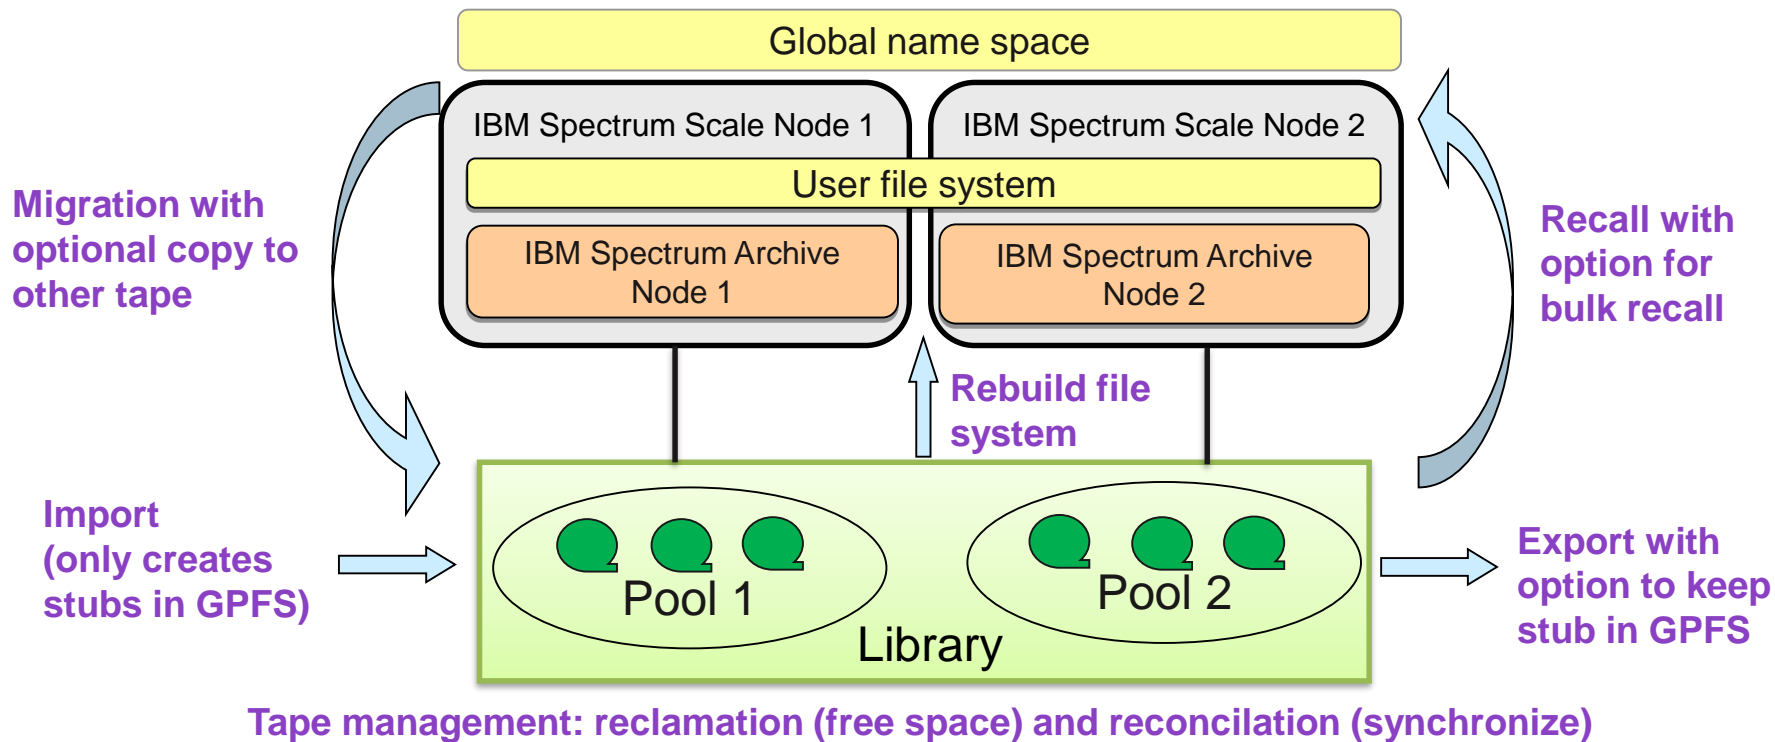 Global name space
IBM Spectrum Scale Node 1
IBM Spectrum Scale Node 2
User file system
IBM Spectrum Archive
Node 1
IBM Spectrum Archive
Node 2
Migration with
optional copy to
other tape
Recall with
option for
bulk recall
Rebuild file
system
Import
(only creates
stubs in GPFS)
Pool 1
Pool 2
Library
Export with
option to keep
stub in GPFS
Tape management: reclamation (free space) and reconcilation (synchronize)